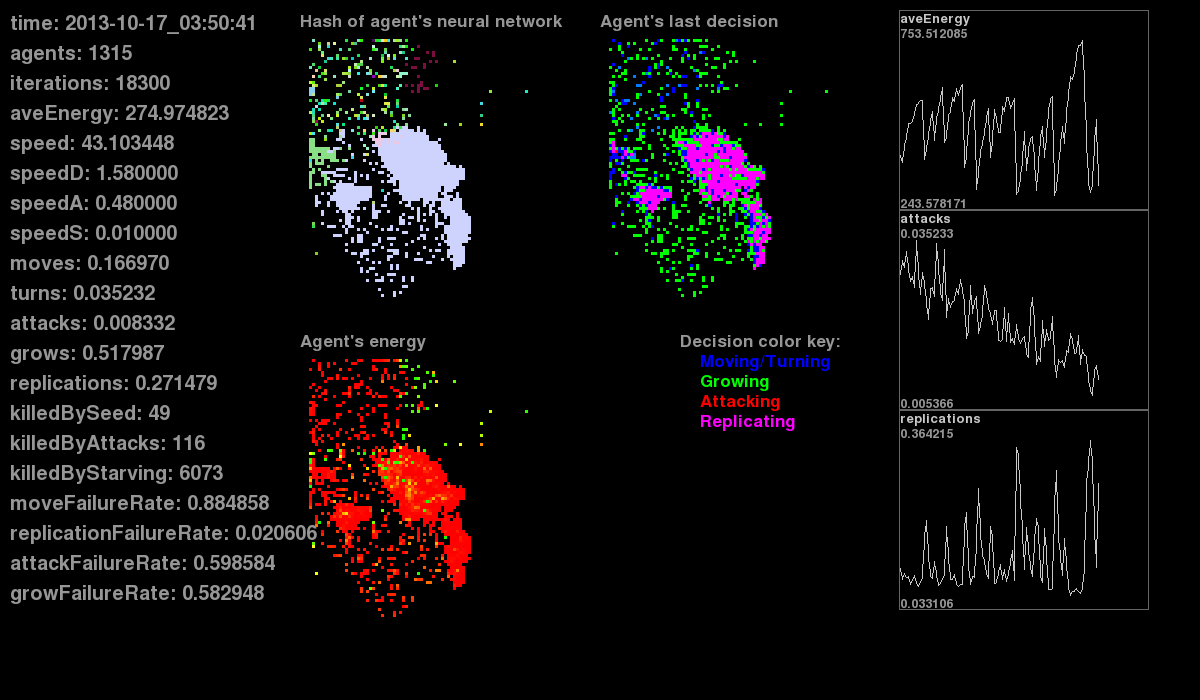 time: 2013-10-17_03:50:41
agents: 1315
iterations: 18300
aveEnergy: 274.974823
speed: 43.103448
speedD: 1.580000
speedA: 0.480000
speedS: 0.010000
moves: 0.166970
turns: 0.035232
attacks: 0.008332
grows: 0.517987
replications: 0.271479
killedBySeed: 49
killedByAttacks: 116
killedByStarving: 6073
moveFailureRate: 0.884858
replicationFailureRate: 0.020606
attackFailureRate: 0.598584
growFailureRate: 0.582948
Hash of agent's neural network
Agent's last decision
Agent's energy
Decision color key:
Moving/Turning
Growing
Attacking
Replicating
aveEnergy
753.512085
243.578171
attacks
0.035233
0.005366
replications
0.364215
0.033106